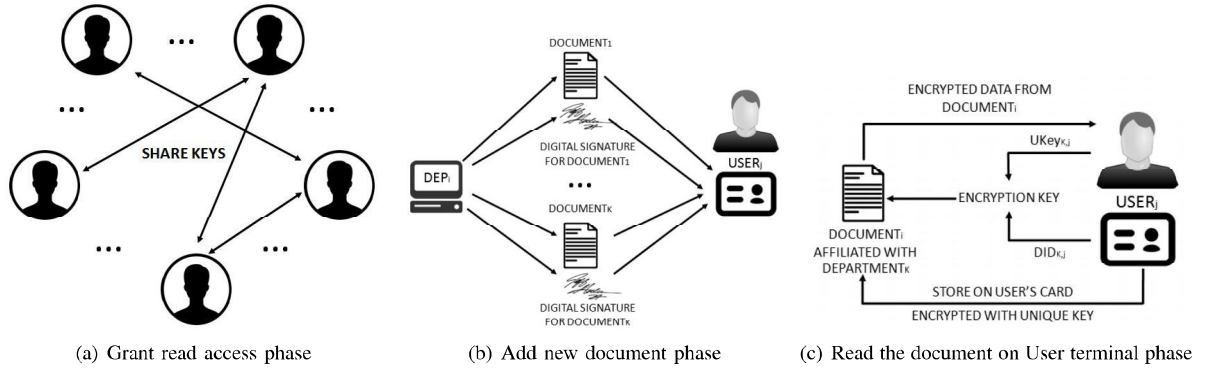 SHARE KEYS
(a) Grant read access phase
DOCUMENT₁
DIGITAL SIGNATURE
FOR DOCUMENT₁
DEPᵢ
USERⱼ
DOCUMENTₖ
DIGITAL SIGNATURE
FOR DOCUMENTₖ
(b) Add new document phase
ENCRYPTED DATA FROM
DOCUMENTᵢ
UKeyK,j
ENCRYPTION KEY
USERⱼ
DOCUMENTᵢ
AFFILIATED WITH
DEPARTMENTₖ
DIDK,j
STORE ON USER'S CARD
ENCRYPTED WITH UNIQUE KEY
(c) Read the document on User terminal phase